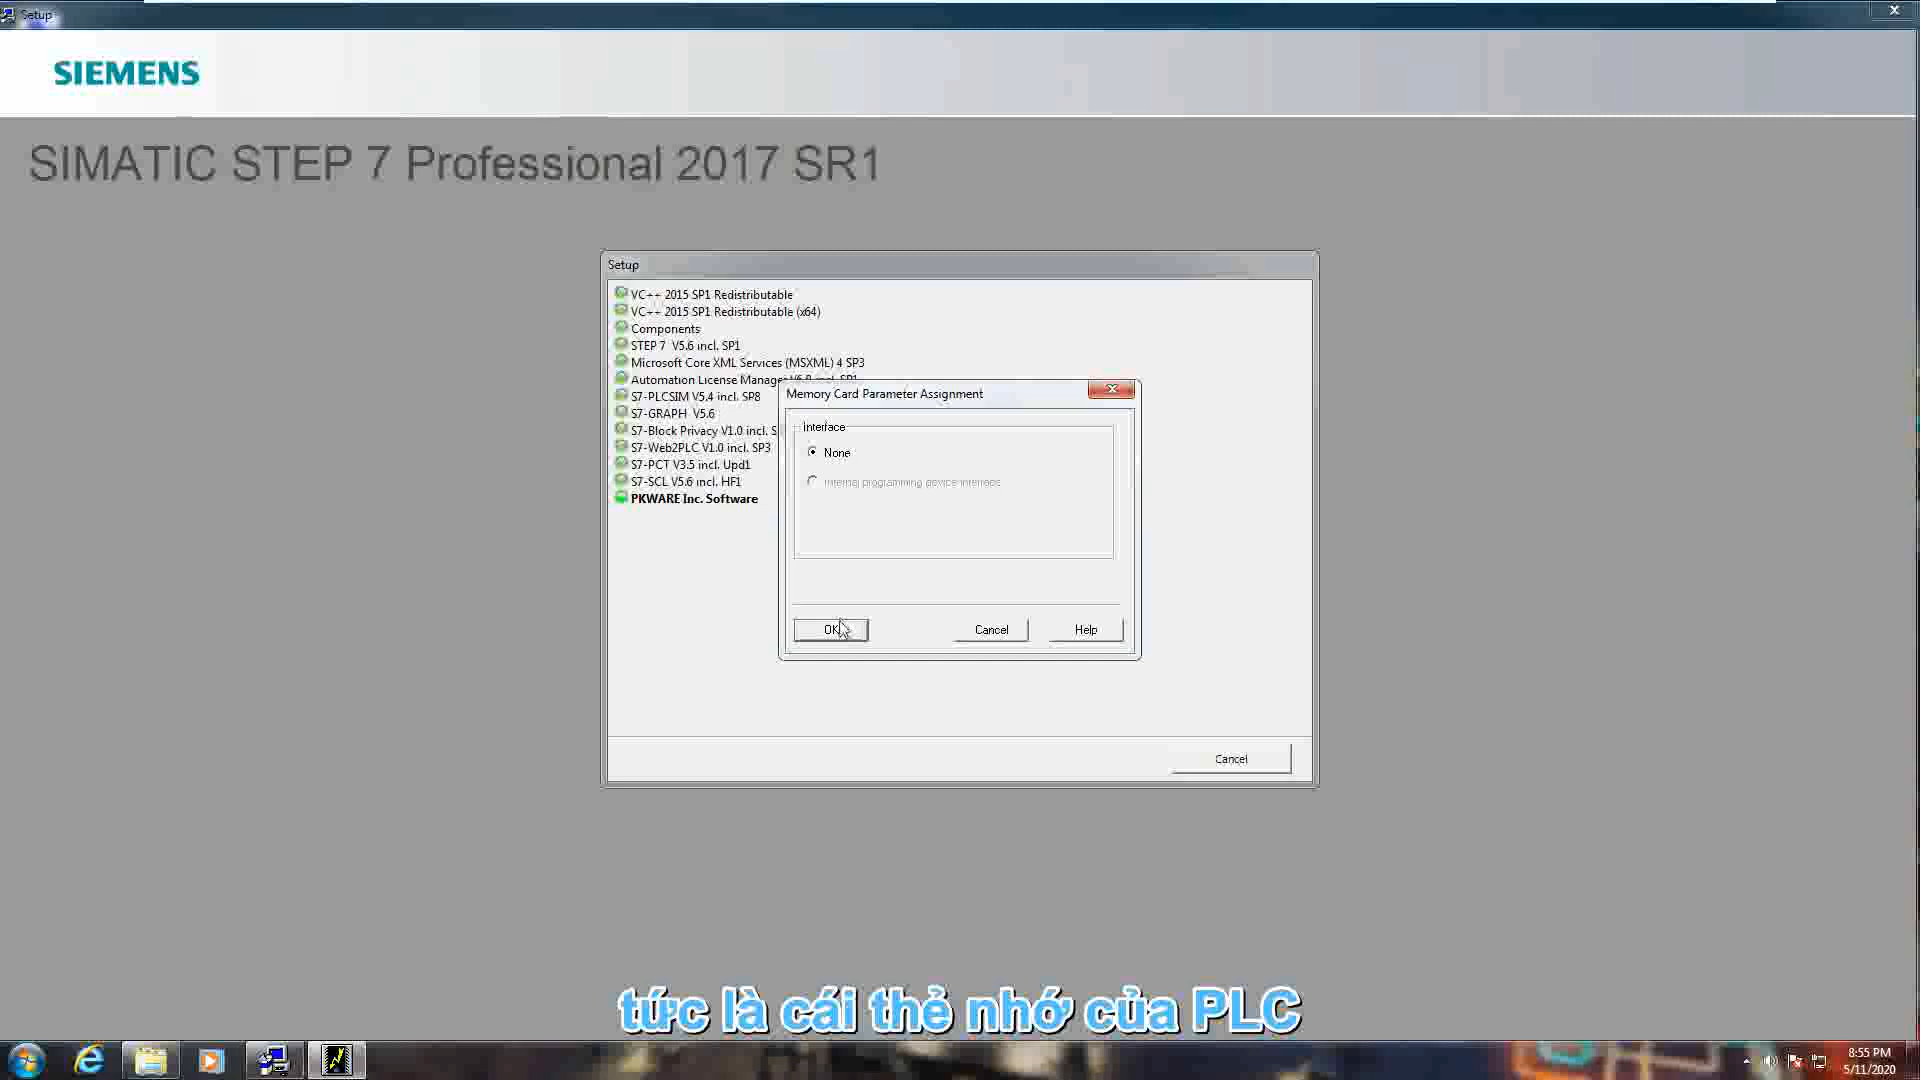 Setup
SIEMENS
SIMATIC STEP 7 Professional 2017 SR1
Setup
VC++ 2015 SP1 Redistributable
VC++ 2015 SP1 Redistributable (x64)
Components
STEP 7 V5.6 incl. SP1
Microsoft Core XML Services (MSXML) 4 SP3
Automation License Manager V6.0 incl. SP1
S7-PLCSIM V5.4 incl. SP8
S7-GRAPH V5.6
S7-Block Privacy V1.0 incl. S
S7-Web2PLC V1.0 incl. SP3
S7-PCT V3.5 incl. Upd1
S7-SCL V5.6 incl. HF1
PKWARE Inc. Software
Memory Card Parameter Assignment
Interface
None
Internal programming device interface
OK
Cancel
Help
Cancel
tức là cái thẻ nhớ của PLC
8:55 PM
5/11/2020